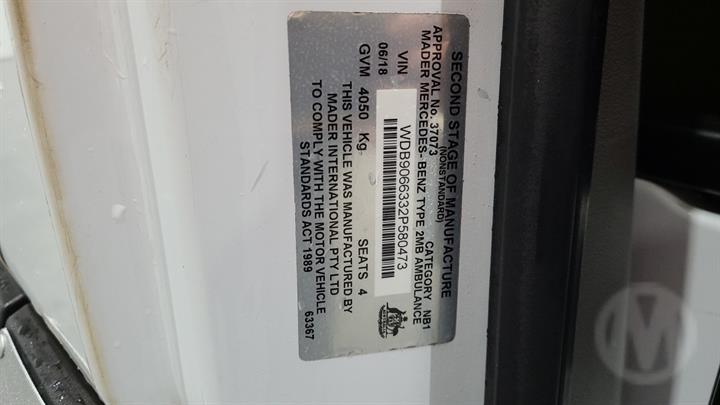 SECOND STAGE OF MANUFACTURE
(NONSTANDARD)
APPROVAL No. 37073 CATEGORY NB1
MADER MERCEDES- BENZ TYPE 2MB AMBULANCE
VIN WDB9066332P580473
06/18
GVM 4050 Kg SEATS 4
THIS VEHICLE WAS MANUFACTURED BY
MADER INTERNATIONAL PTY LTD
TO COMPLY WITH THE MOTOR VEHICLE
STANDARDS ACT 1989
63367
M